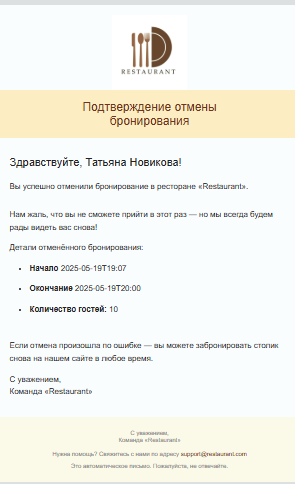 RESTAURANT
Подтверждение отмены
бронирования
Здравствуйте, Татьяна Новикова!
Вы успешно отменили бронирование в ресторане «Restaurant».
Нам жаль, что вы не сможете прийти в этот раз — но мы всегда будем
рады видеть вас снова!
Детали отменённого бронирования:
• Начало 2025-05-19T19:07
• Окончание 2025-05-19T20:00
• Количество гостей: 10
Если отмена произошла по ошибке — вы можете забронировать столик
снова на нашем сайте в любое время.
С уважением,
Команда «Restaurant»
С уважением,
Команда «Restaurant»
Нужна помощь? Свяжитесь с нами по адресу support@restaurant.com
Это автоматическое письмо. Пожалуйста, не отвечайте.